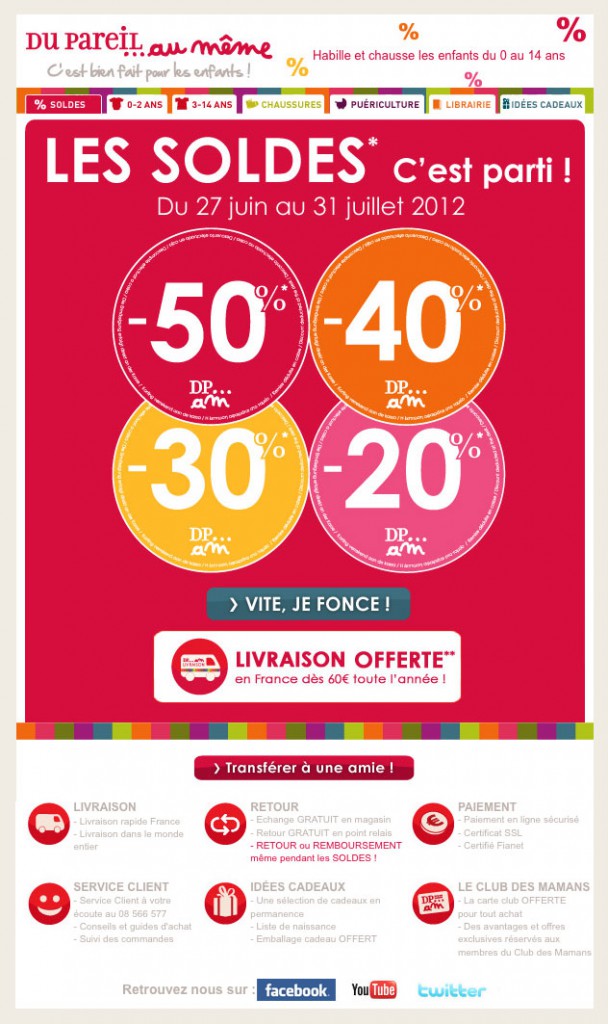 DU PAREIL...au même
C'est bien fait pour les enfants !
Habille et chausse les enfants du 0 au 14 ans
%
%
%
%
% SOLDES
0-2 ANS
3-14 ANS
CHAUSSURES
PUÉRICULTURE
LIBRAIRIE
IDÉES CADEAUX
LES SOLDES* C'est parti !
Du 27 juin au 31 juillet 2012
-50%*
DP...am
-40%*
DP...am
-30%*
DP...am
-20%*
DP...am
❯ VITE, JE FONCE !
LIVRAISON OFFERTE**
en France dès 60€ toute l'année !
❯ Transférer à une amie !
LIVRAISON
- Livraison rapide France
- Livraison dans le monde
entier
RETOUR
- Echange GRATUIT en magasin
- Retour GRATUIT en point relais
- RETOUR ou REMBOURSEMENT
même pendant les SOLDES !
PAIEMENT
- Paiement en ligne sécurisé
- Certificat SSL
- Certifié Fianet
SERVICE CLIENT
- Service Client à votre
écoute au 08 566 577
- Conseils et guides d'achat
- Suivi des commandes
IDÉES CADEAUX
- Une sélection de cadeaux en
permanence
- Liste de naissance
- Emballage cadeau OFFERT
LE CLUB DES MAMANS
- La carte club OFFERTE
pour tout achat
- Des avantages et offres
exclusives réservés aux
membres du Club des Mamans
Retrouvez nous sur :
facebook.
YouTube
twitter